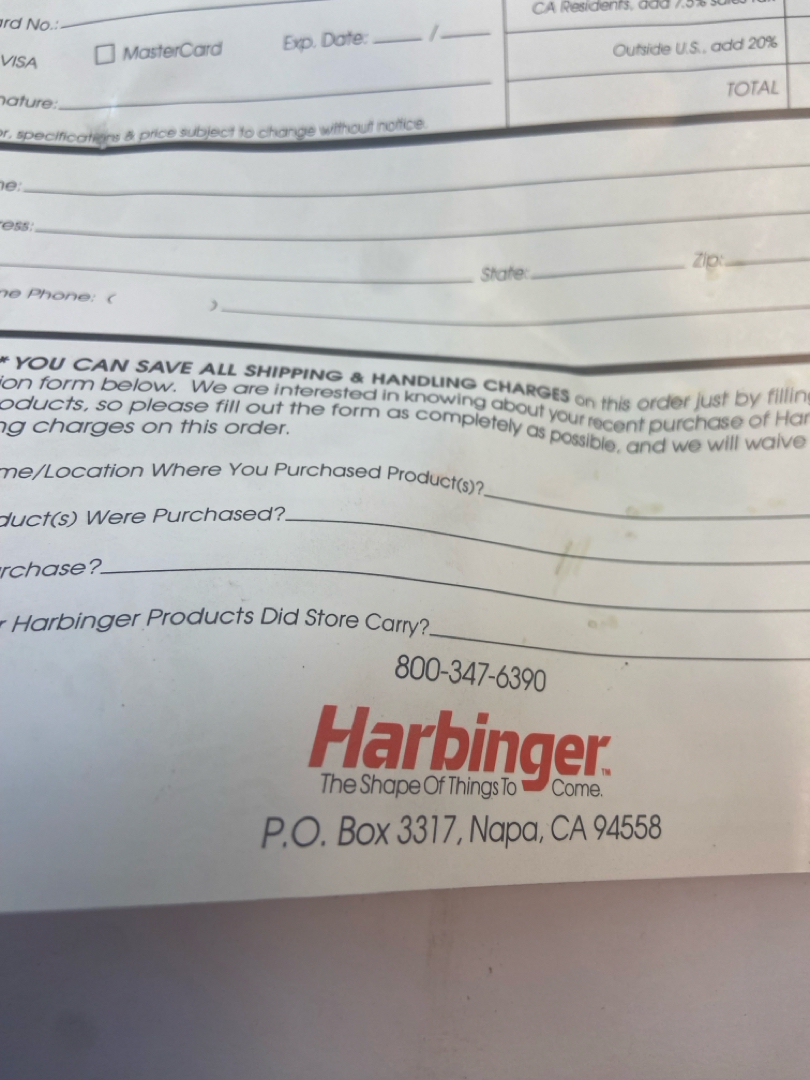 rd No.:
CA Residents, add 7.5%
VISA MasterCard Exp. Date: /
Outside U.S., add 20%
nature:
TOTAL
or, specifications & price subject to change without notice.
ne:
ress:
State: Zip:
ne Phone: ( )
* YOU CAN SAVE ALL SHIPPING & HANDLING CHARGES on this order just by filling
ion form below. We are interested in knowing about your recent purchase of Har
oducts, so please fill out the form as completely as possible, and we will waive
ng charges on this order.
me/Location Where You Purchased Product(s)?
duct(s) Were Purchased?
rchase?
r Harbinger Products Did Store Carry?
800-347-6390
Harbinger™
The Shape Of Things To Come.
P.O. Box 3317, Napa, CA 94558